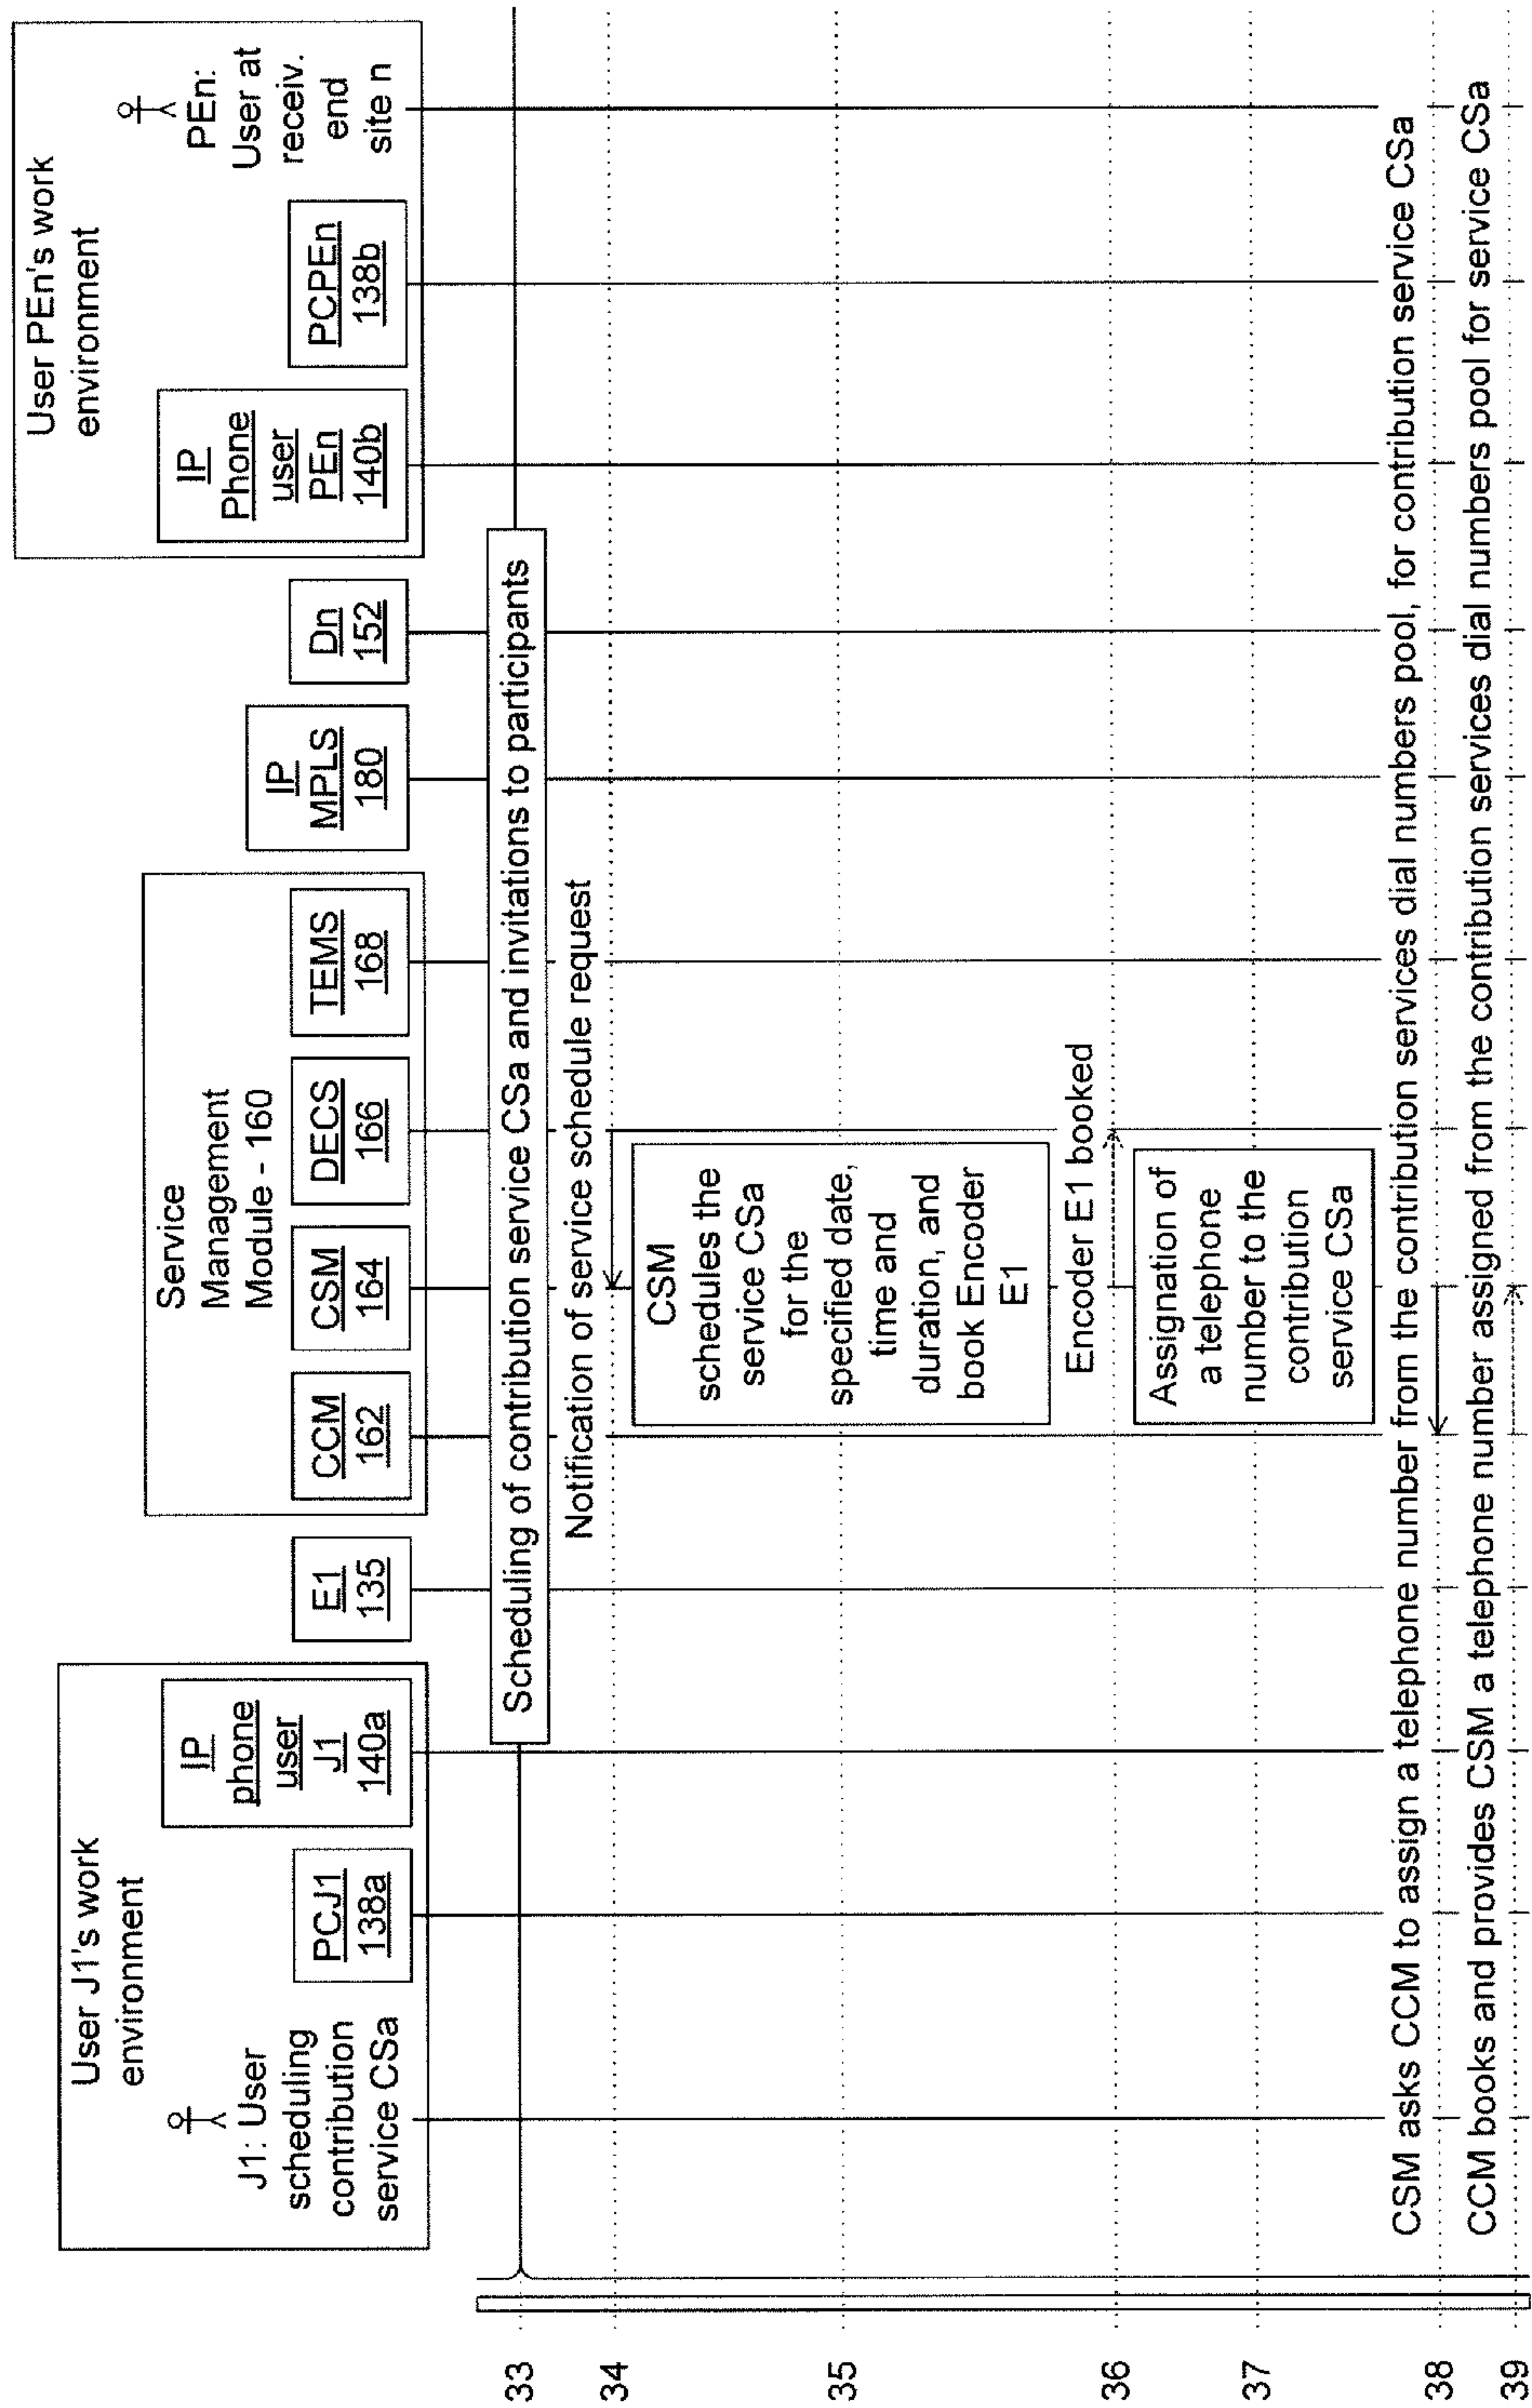 User J1's work
environment
J1: User
scheduling
contribution
service CSa
PCJ1
138a
IP
phone
user
J1
140a
E1
135
Service
Management
Module - 160
CCM
162
CSM
164
DECS
166
TEMS
168
IP
MPLS
180
Dn
152
User PEn's work
environment
IP
Phone
user
PEn
140b
PCPEn
138b
PEn:
User at
receiv.
end
site n
33
Scheduling of contribution service CSa and invitations to participants
Notification of service schedule request
34
35
CSM
schedules the
service CSa
for the
specified date,
time and
duration, and
book Encoder
E1
Encoder E1 booked
36
37
Assignation of
a telephone
number to the
contribution
service CSa
CSM asks CCM to assign a telephone number from the contribution services dial numbers pool, for contribution service CSa
38
CCM books and provides CSM a telephone number assigned from the contribution services dial numbers pool for service CSa
39